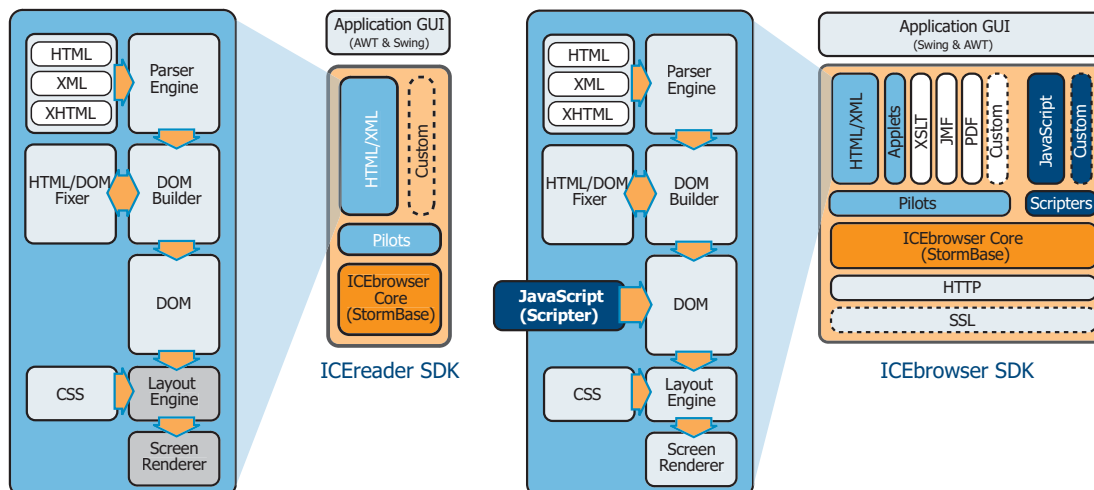 HTML
XML
XHTML
Parser
Engine
HTML/DOM
Fixer
DOM
Builder
DOM
CSS
Layout
Engine
Screen
Renderer
Application GUI
(AWT & Swing)
HTML/XML
Custom
Pilots
ICEbrowser
Core
(StormBase)
ICEreader SDK
HTML
XML
XHTML
Parser
Engine
HTML/DOM
Fixer
DOM
Builder
JavaScript
(Scripter)
DOM
CSS
Layout
Engine
Screen
Renderer
Application GUI
(Swing & AWT)
HTML/XML
Applets
XSLT
JMF
PDF
Custom
JavaScript
Custom
Pilots
Scripters
ICEbrowser Core
(StormBase)
HTTP
SSL
ICEbrowser SDK